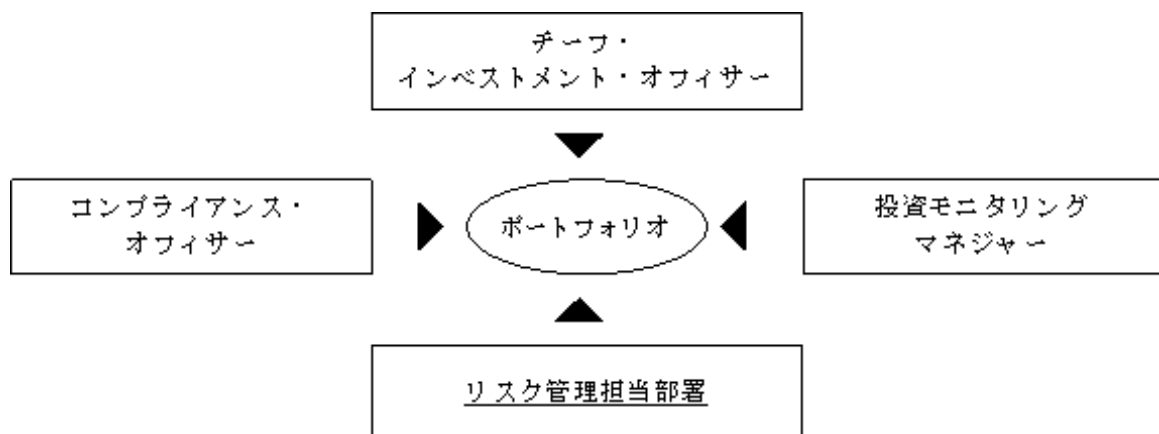 チーフ・
インベストメント・オフィサー
コンプライアンス・
オフィサー
ポートフォリオ
投資モニタリング
マネジャー
リスク管理担当部署